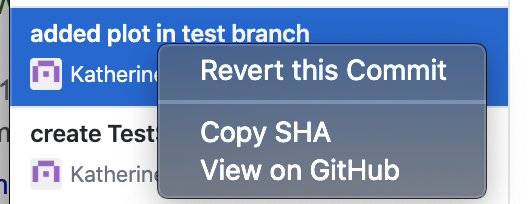 added plot in test branch
Katherine
Revert this Commit
create Test
Copy SHA
Katherine
View on GitHub